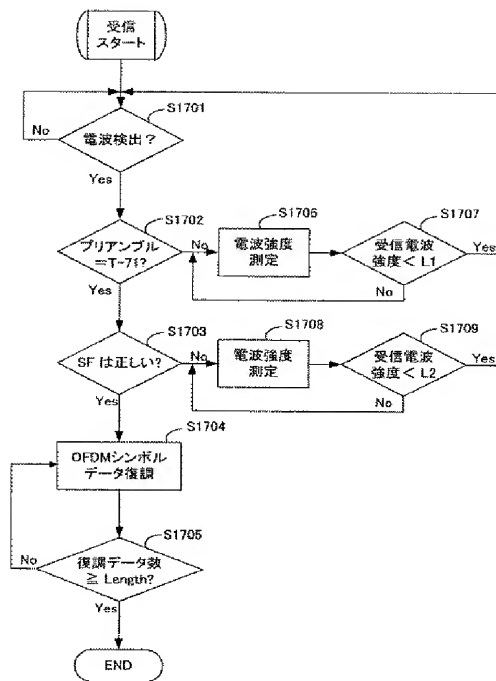 受信
スタート
S1701
電波検出？
No
Yes
S1702
プリアンブル
No
Yes
S1706
電波強度
測定
S1707
受信電波
強度< L1
Yes
No
S1703
SF は正しい?
No
Yes
S1708
電波強度
測定
S1709
受信電波
強度< L2
Yes
No
S1704
OFDMシンボル
データ復調
S1705
復調データ数
≧ Length?
No
Yes
END